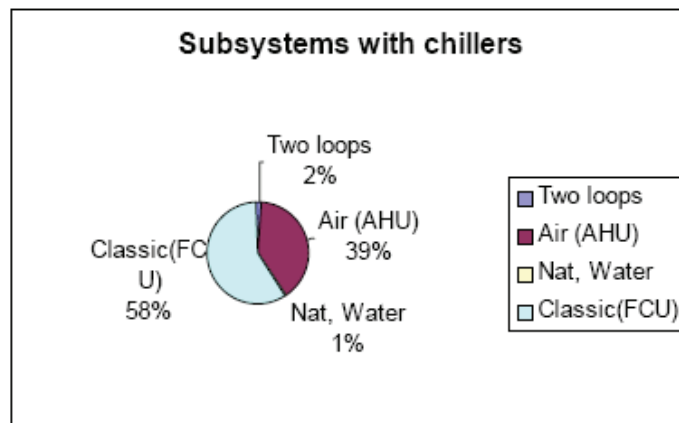 Subsystems with chillers
Two loops
2%
Air (AHU)
39%
Classic(FC
U)
58%
Nat, Water
1%
Two loops
Air (AHU)
Nat, Water
Classic(FCU)